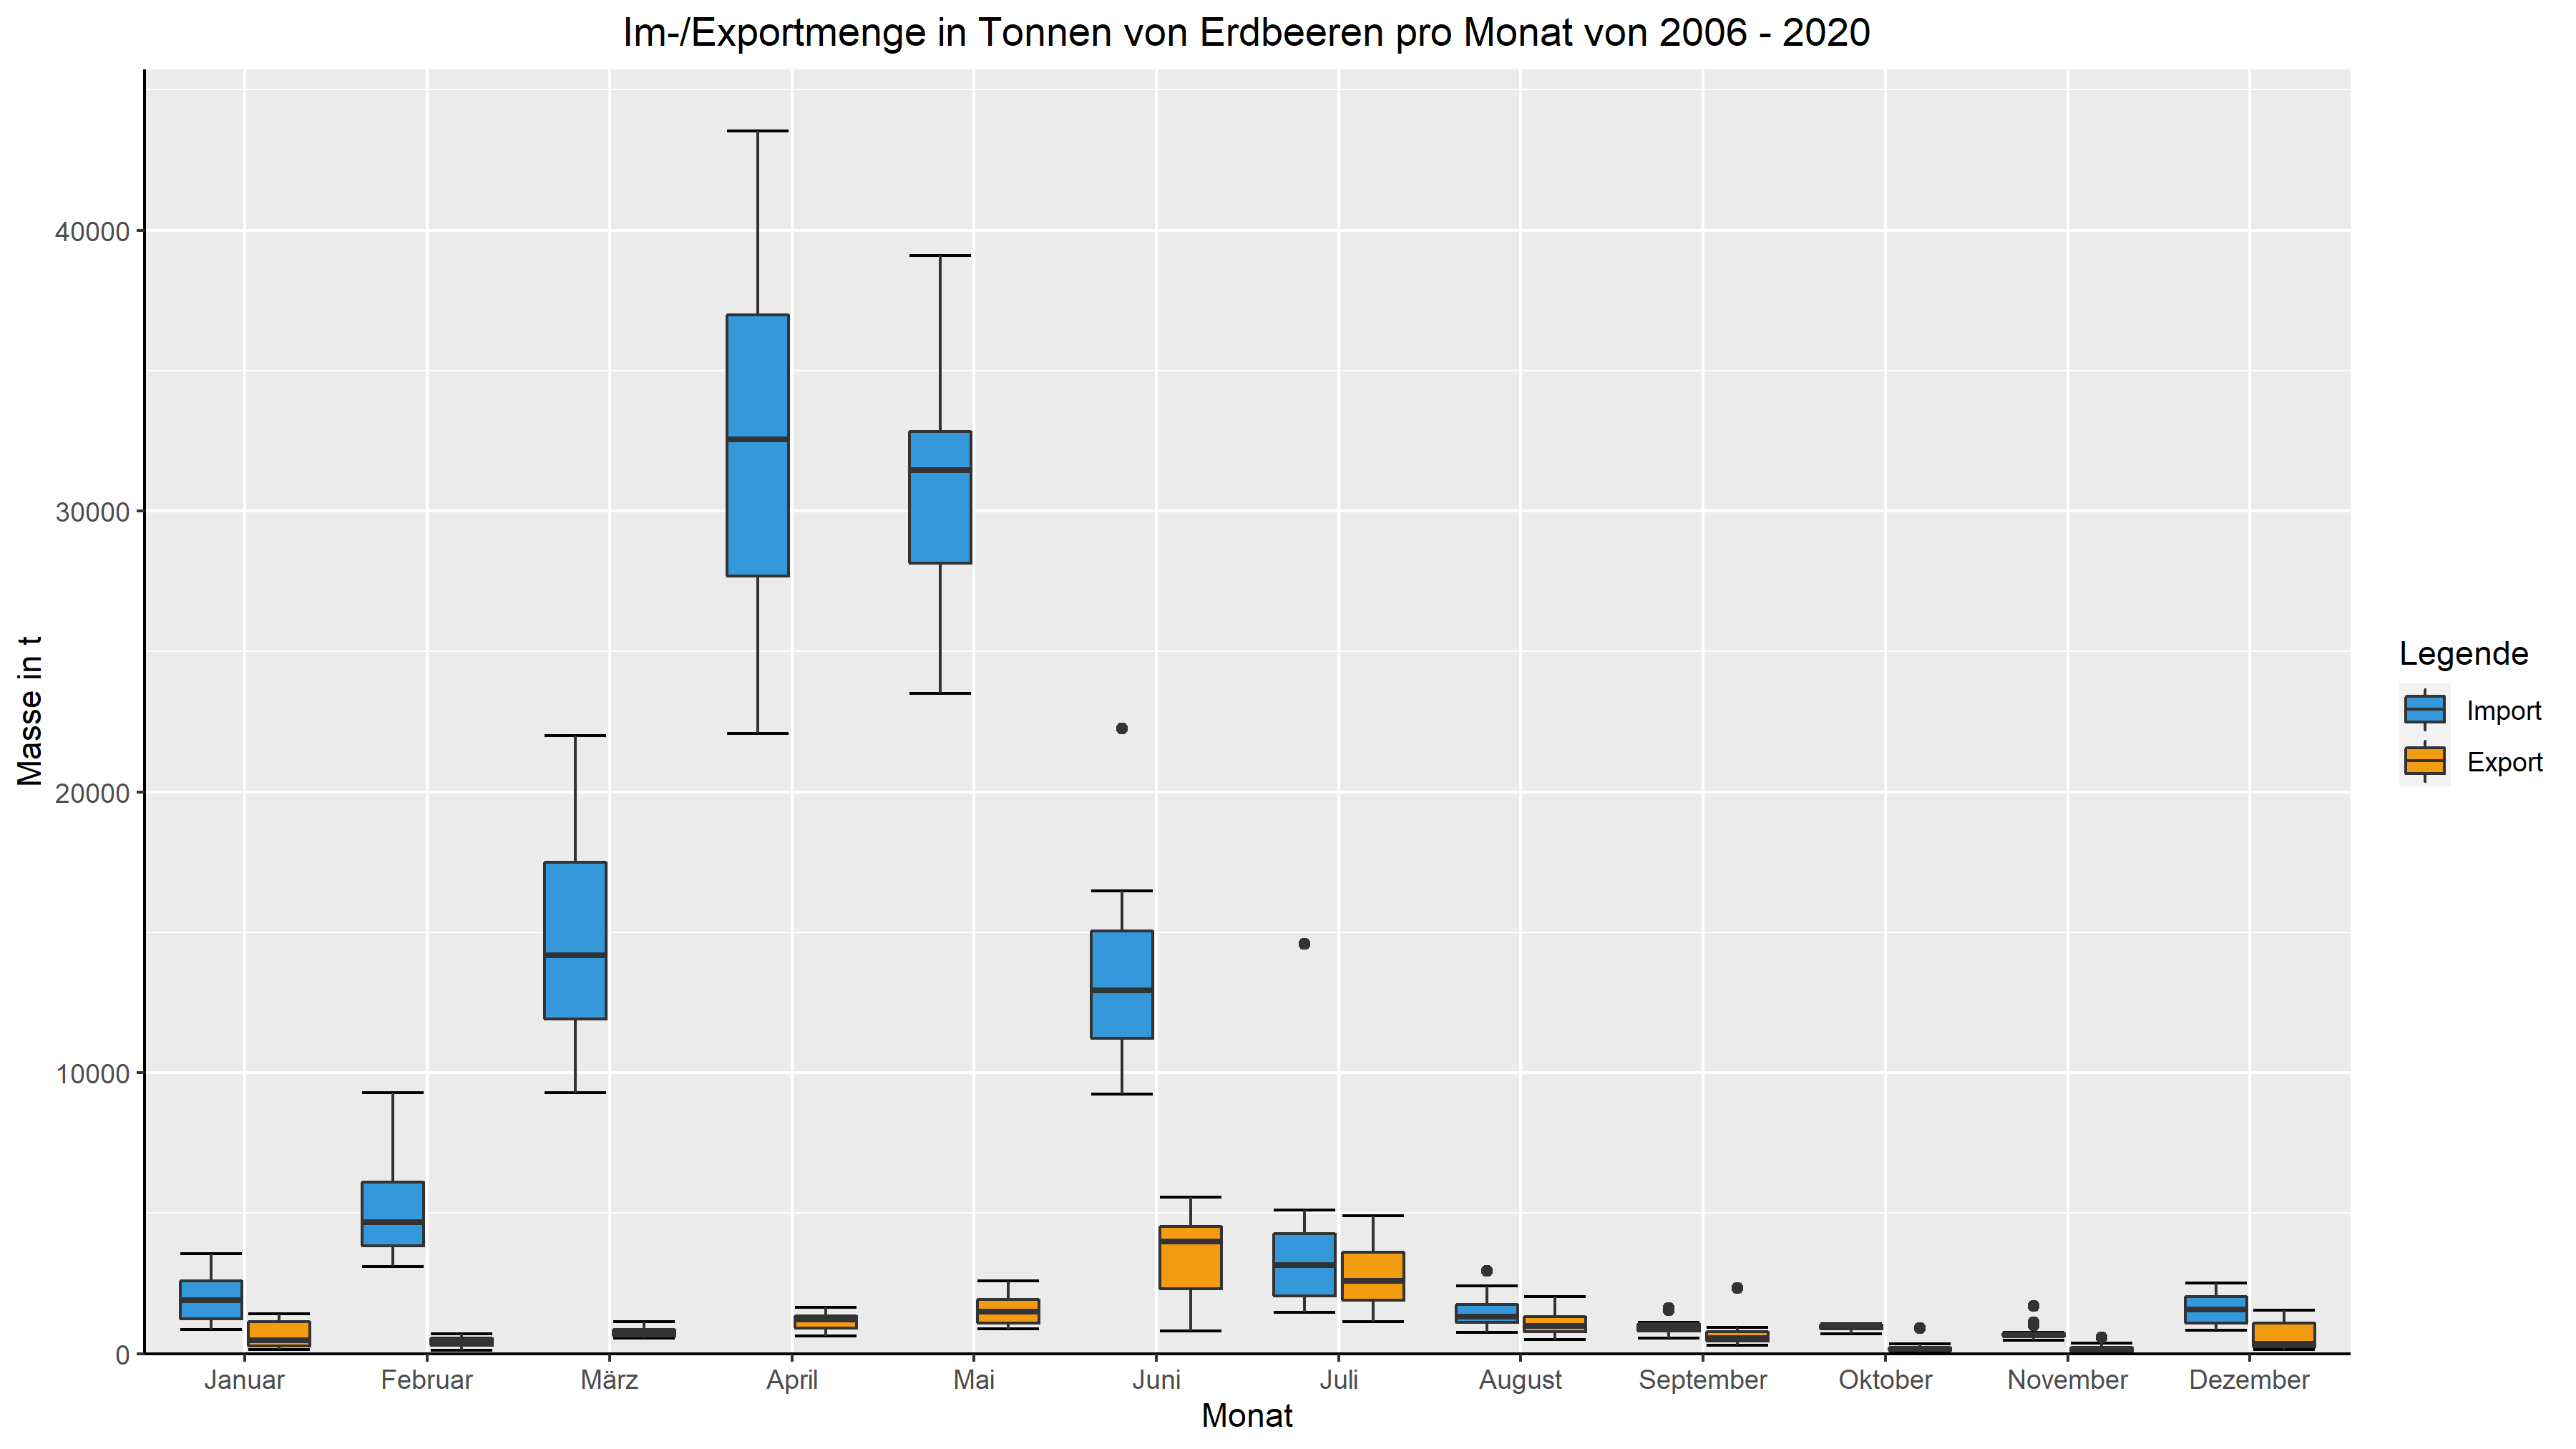 Im-/Exportmenge in Tonnen von Erdbeeren pro Monat von 2006 - 2020
Masse in t
40000
30000
20000
10000
0
Januar Februar März April Mai Juni Juli August September Oktober November Dezember
Monat
Legende
Import
Export